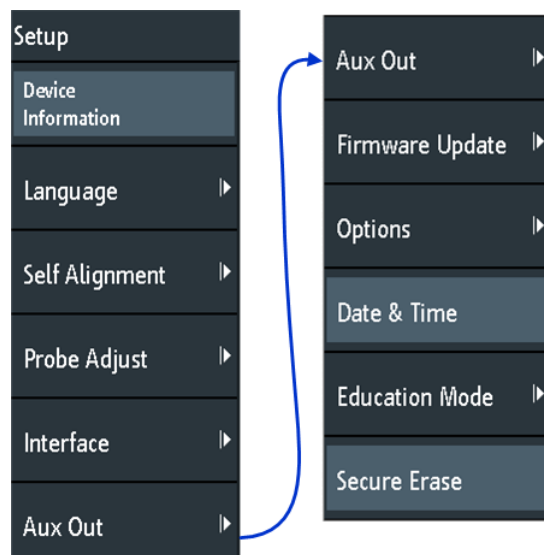 Setup
Device
Information
Language
Self Alignment
Probe Adjust
Interface
Aux Out
Aux Out
Firmware Update
Options
Date & Time
Education Mode
Secure Erase